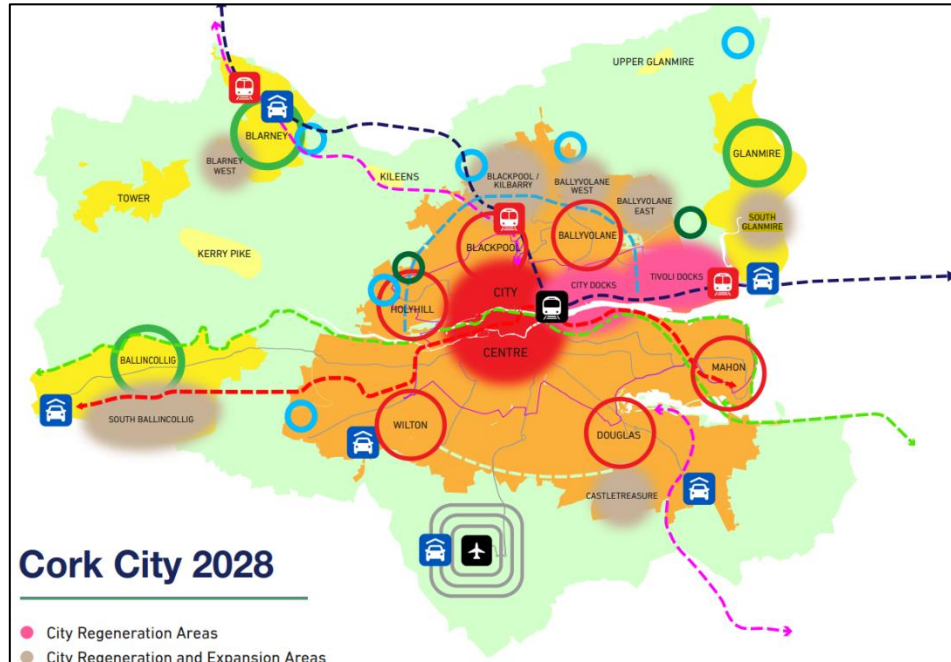 UPPER GLANMIRE
BLARNEY
GLANMIRE
BLARNEY
WEST
KILEENS
BLACKPOOL /
KILBARRY
BALLYVOLANE
WEST
BALLYVOLANE
EAST
TOWER
SOUTH
GLANMIRE
KERRY PIKE
BLACKPOOL
BALLYVOLANE
TIVOLI DOCKS
CITY DOCKS
CITY
HOLYHILL
CENTRE
BALLINCOLLIG
MAHON
SOUTH BALLINCOLLIG
WILTON
DOUGLAS
CASTLETREASURE
Cork City 2028
City Regeneration Areas
City Regeneration and Expansion Areas